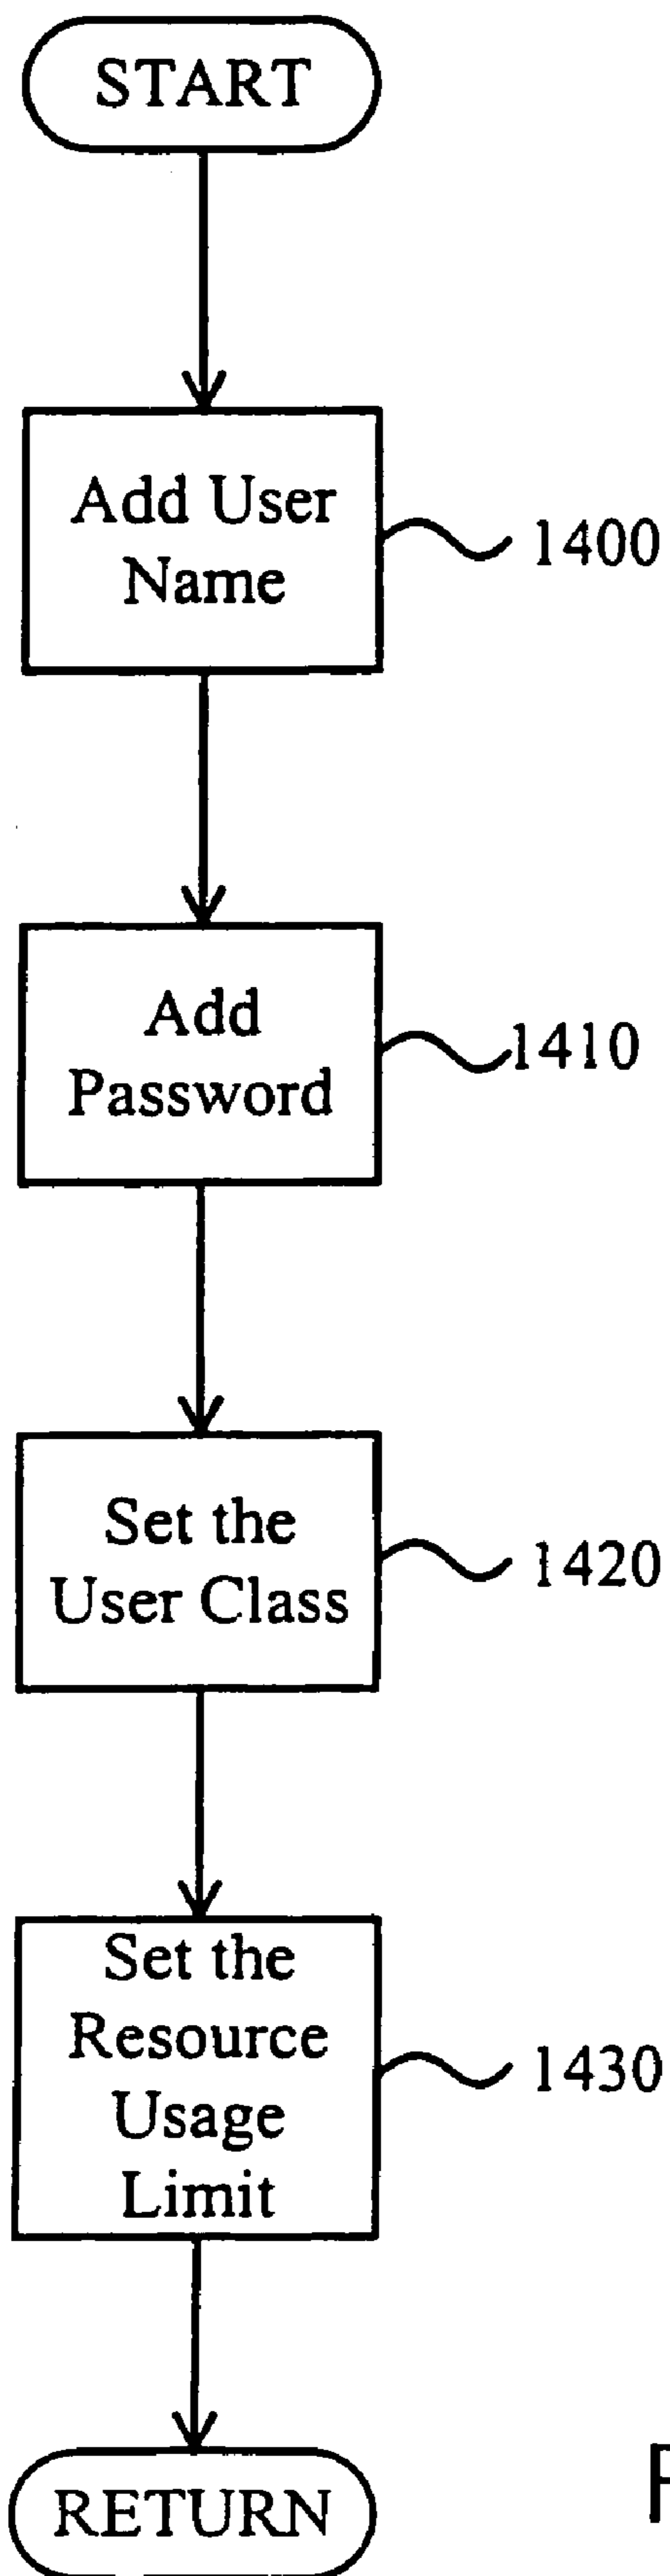 START
Add User
Name
1400
Add
Password
1410
Set the
User Class
1420
Set the
Resource
Usage
Limit
1430
RETURN